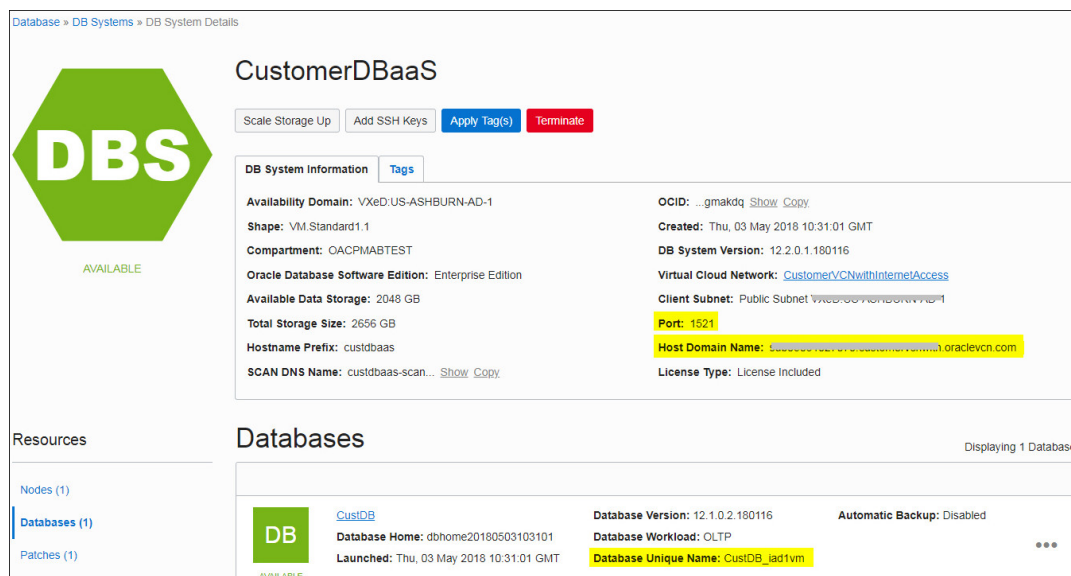 Database » DB Systems » DB System Details
DBS
AVAILABLE
CustomerDBaaS
Scale Storage Up Add SSH Keys Apply Tag(s) Terminate
DB System Information Tags
Availability Domain: VXeD:US-ASHBURN-AD-1
Shape: VM.Standard1.1
Compartment: OACPMABTEST
Oracle Database Software Edition: Enterprise Edition
Available Data Storage: 2048 GB
Total Storage Size: 2656 GB
Hostname Prefix: custdbaas
SCAN DNS Name: custdbaas-scan... Show Copy
OCID: ...gmakdq Show Copy
Created: Thu, 03 May 2018 10:31:01 GMT
DB System Version: 12.2.0.1.180116
Virtual Cloud Network: CustomerVCNwithInternetAccess
Client Subnet: Public Subnet
Port: 1521
Host Domain Name: .oraclevcn.com
License Type: License Included
Resources
Nodes (1)
Databases (1)
Patches (1)
Databases
Displaying 1 Database
DB
AVAILABLE
CustDB
Database Home: dbhome20180503103101
Launched: Thu, 03 May 2018 10:31:01 GMT
Database Version: 12.1.0.2.180116
Database Workload: OLTP
Database Unique Name: CustDB_iad1vm
Automatic Backup: Disabled